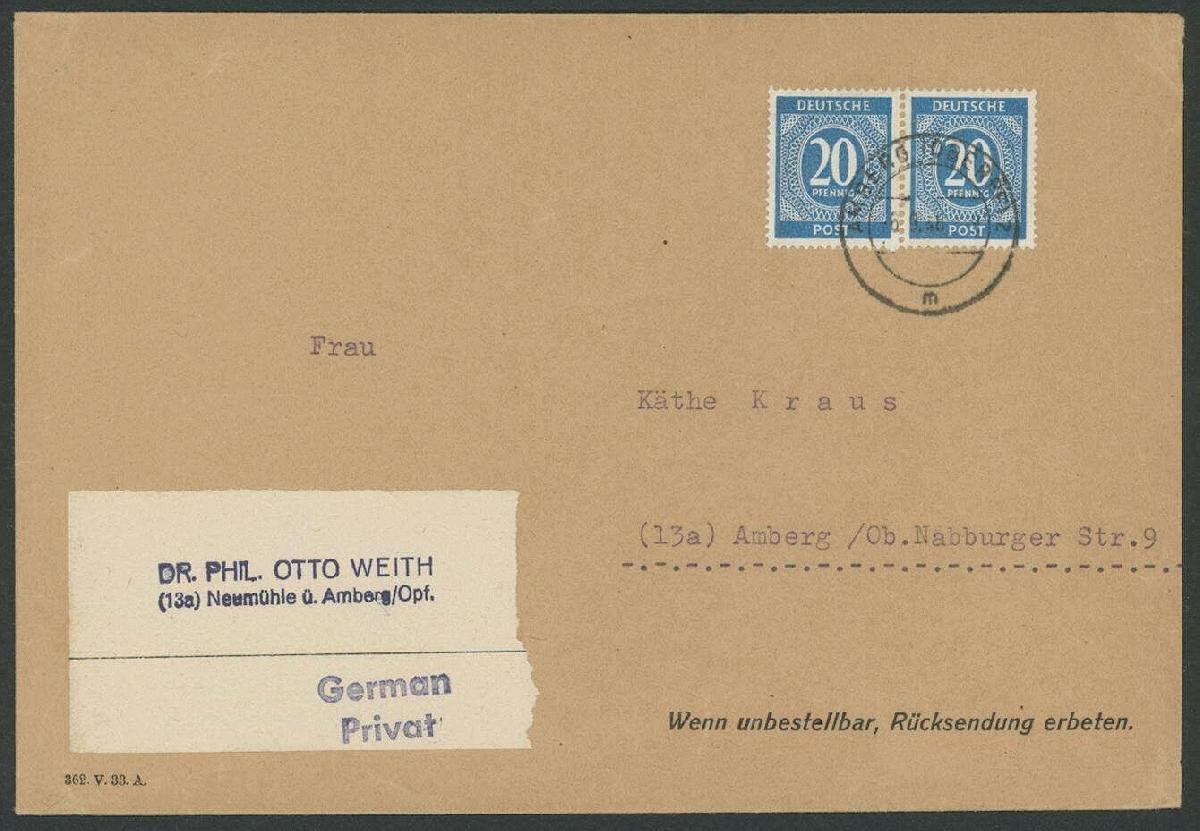 DEUTSCHE DEUTSCHE
20 20
PFENNIG PFENNIG
POST POST
AMBERG
m
Frau
Käthe K r a u s
(13a) Amberg /Ob.Nabburger Str.9
DR. PHIL. OTTO WEITH
(13a) Neumühle ü. Amberg/Opf.
German
Privat
Wenn unbestellbar, Rücksendung erbeten.
362. V. 33. A.